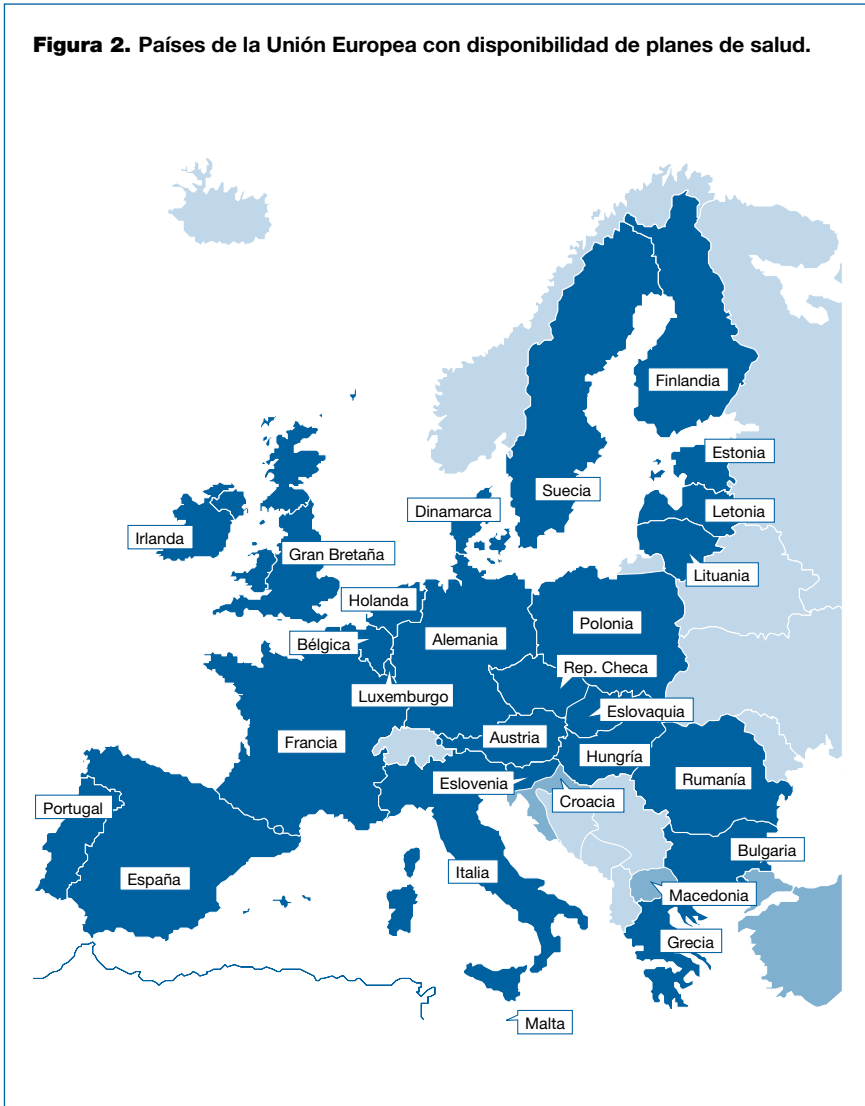 Figura 2. Países de la Unión Europea con disponibilidad de planes de salud.
Finlandia
Estonia
Suecia
Letonia
Dinamarca
Irlanda
Gran Bretaña
Lituania
Holanda
Polonia
Bélgica
Alemania
Rep. Checa
Luxemburgo
Eslovaquia
Francia
Austria
Hungría
Rumanía
Eslovenia
Croacia
Portugal
Bulgaria
España
Italia
Macedonia
Grecia
Malta